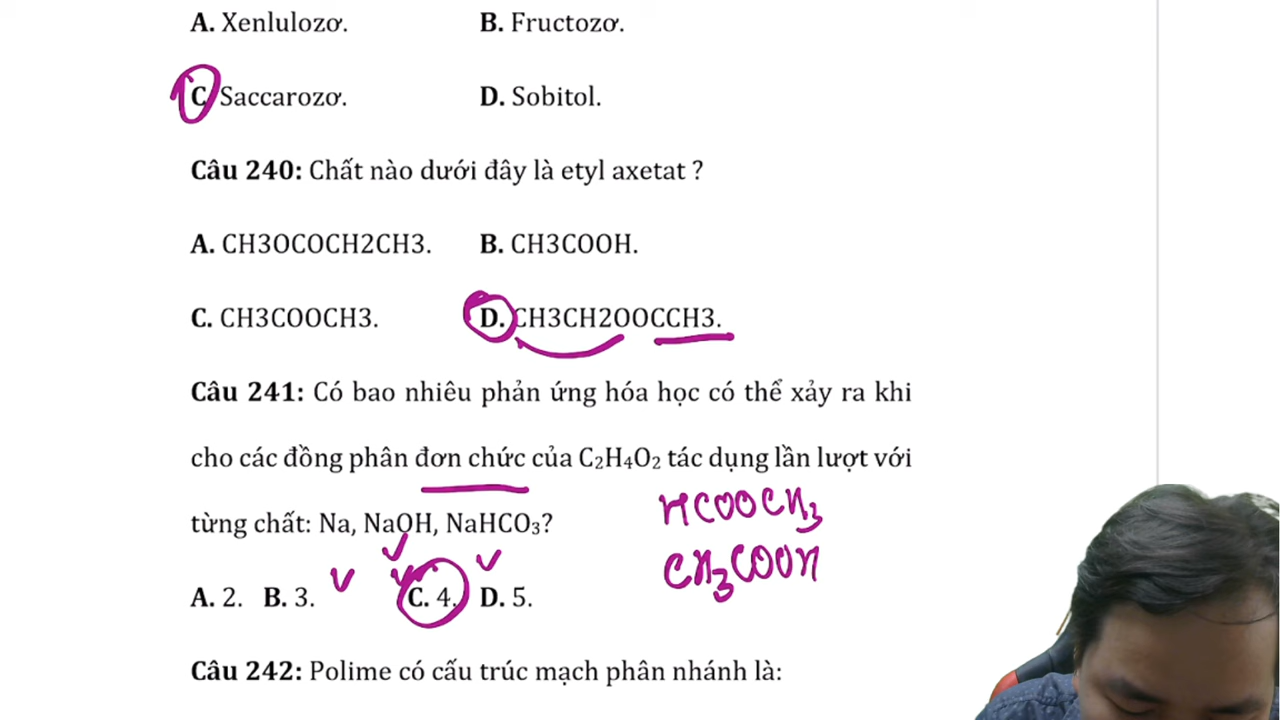 A. Xenlulozơ. B. Fructozơ.
C Saccarozơ. D. Sobitol.
Câu 240: Chất nào dưới đây là etyl axetat ?
A. CH3OCOCH2CH3. B. CH3COOH.
C. CH3COOCH3. D. CH3CH2OOCCH3.
Câu 241: Có bao nhiêu phản ứng hóa học có thể xảy ra khi
cho các đồng phân đơn chức của C₂H₄O₂ tác dụng lần lượt với
từng chất: Na, NaOH, NaHCO₃?
HCOOCH₃
CH₃COOH
A. 2. B. 3. C. 4. D. 5.
Câu 242: Polime có cấu trúc mạch phân nhánh là: